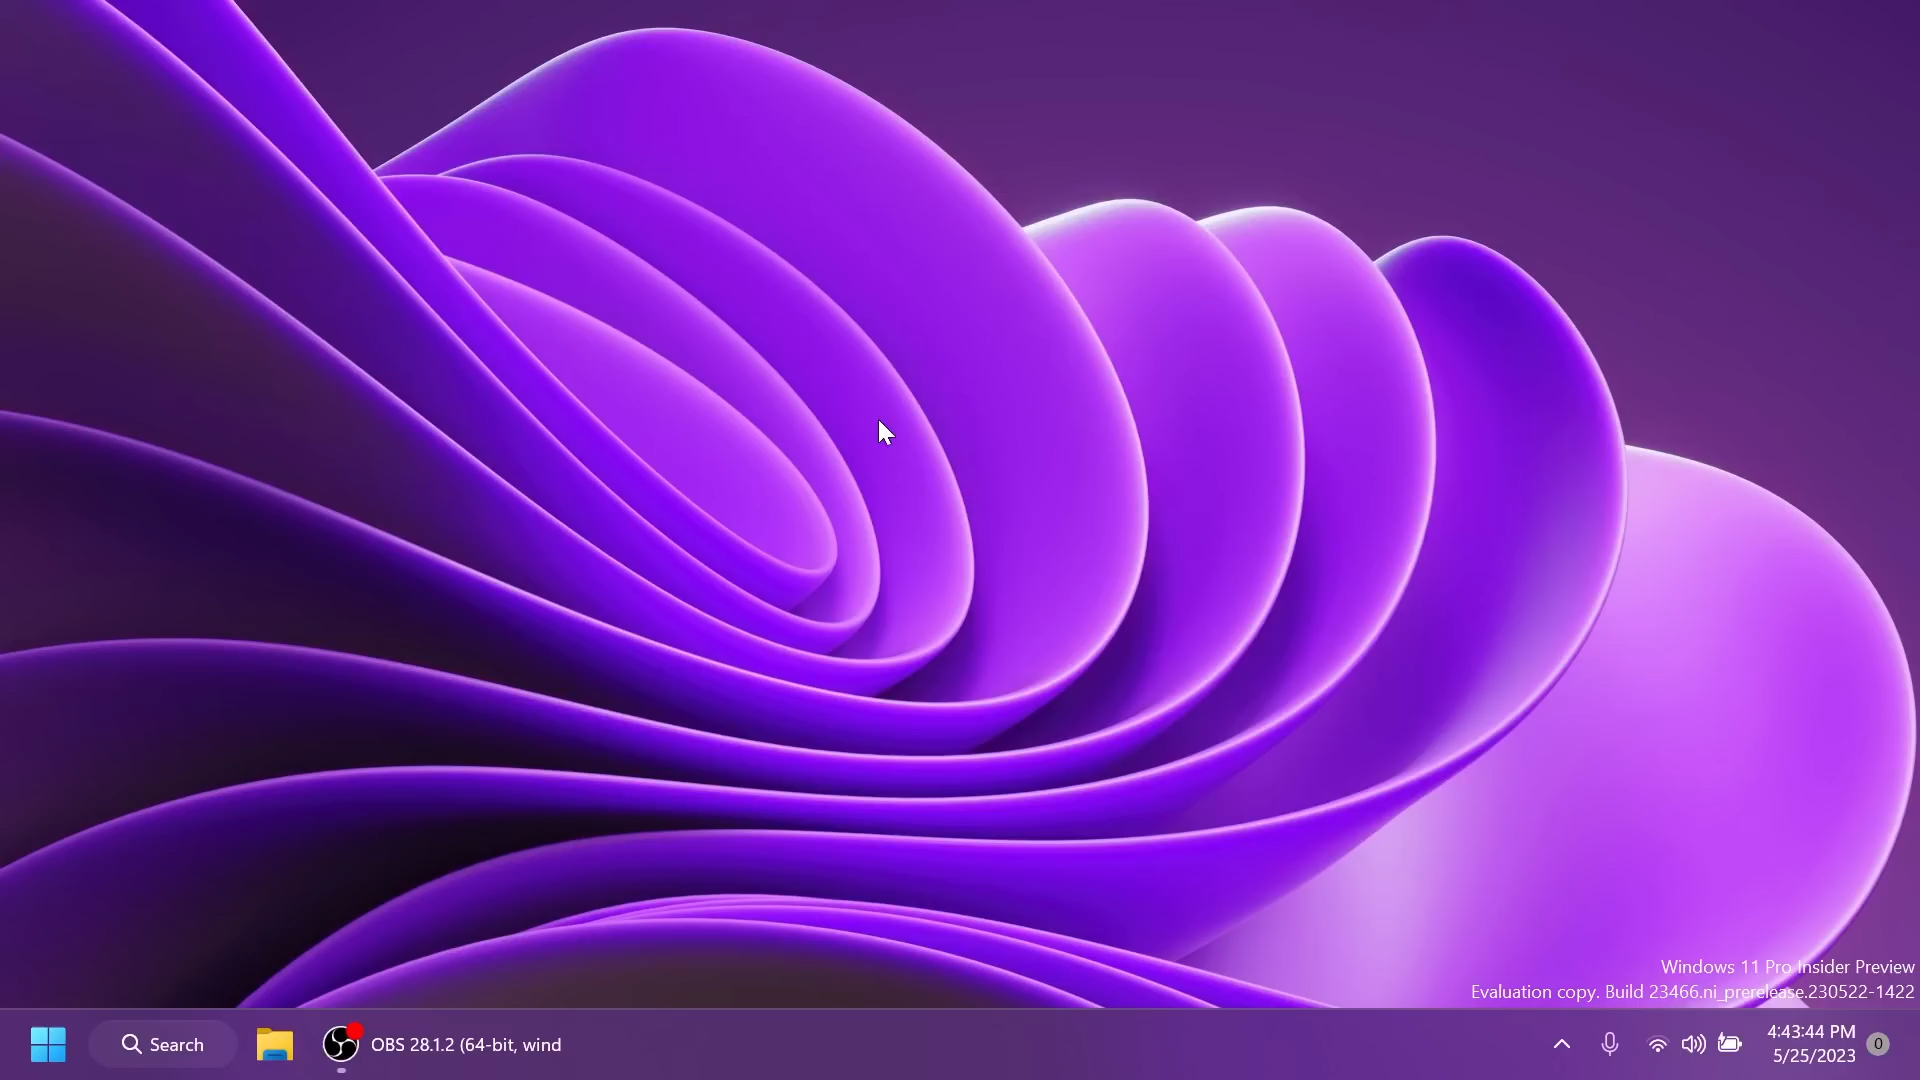 Windows 11 Pro Insider Preview
Evaluation copy. Build 23466.ni_prerelease.230522-1422
Search
OBS 28.1.2 (64-bit, wind
4:43:44 PM
5/25/2023
0